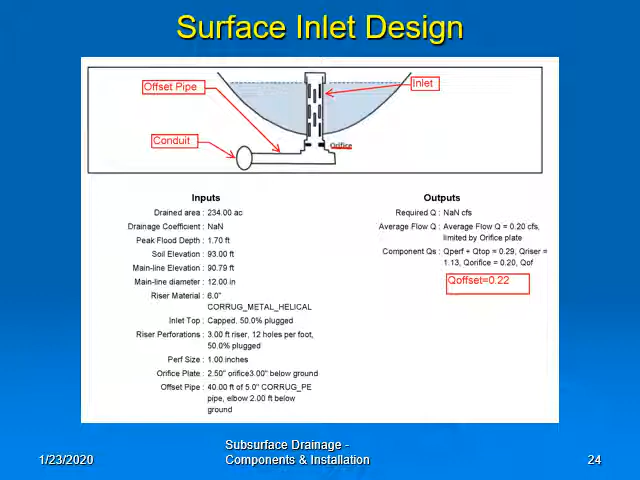 Surface Inlet Design
Offset Pipe
Inlet
Conduit
Orifice
Inputs
Drained area : 234.00 ac
Drainage Coefficient : NaN
Peak Flood Depth : 1.70 ft
Soil Elevation : 93.00 ft
Main-line Elevation : 90.79 ft
Main-line diameter : 12.00 in
Riser Material : 6.0"
CORRUG_METAL_HELICAL
Inlet Top : Capped, 50.0% plugged
Riser Perforations : 3.00 ft riser, 12 holes per foot,
50.0% plugged
Perf Size : 1.00 inches
Orifice Plate : 2.50" orifice3.00" below ground
Offset Pipe : 40.00 ft of 5.0" CORRUG_PE
pipe, elbow 2.00 ft below
ground
Outputs
Required Q : NaN cfs
Average Flow Q : Average Flow Q = 0.20 cfs,
limited by Orifice plate
Component Qs : Qperf + Qtop = 0.29, Qriser =
1.13, Qorifice = 0.20, Qof
Qoffset=0.22
1/23/2020
Subsurface Drainage -
Components & Installation
24